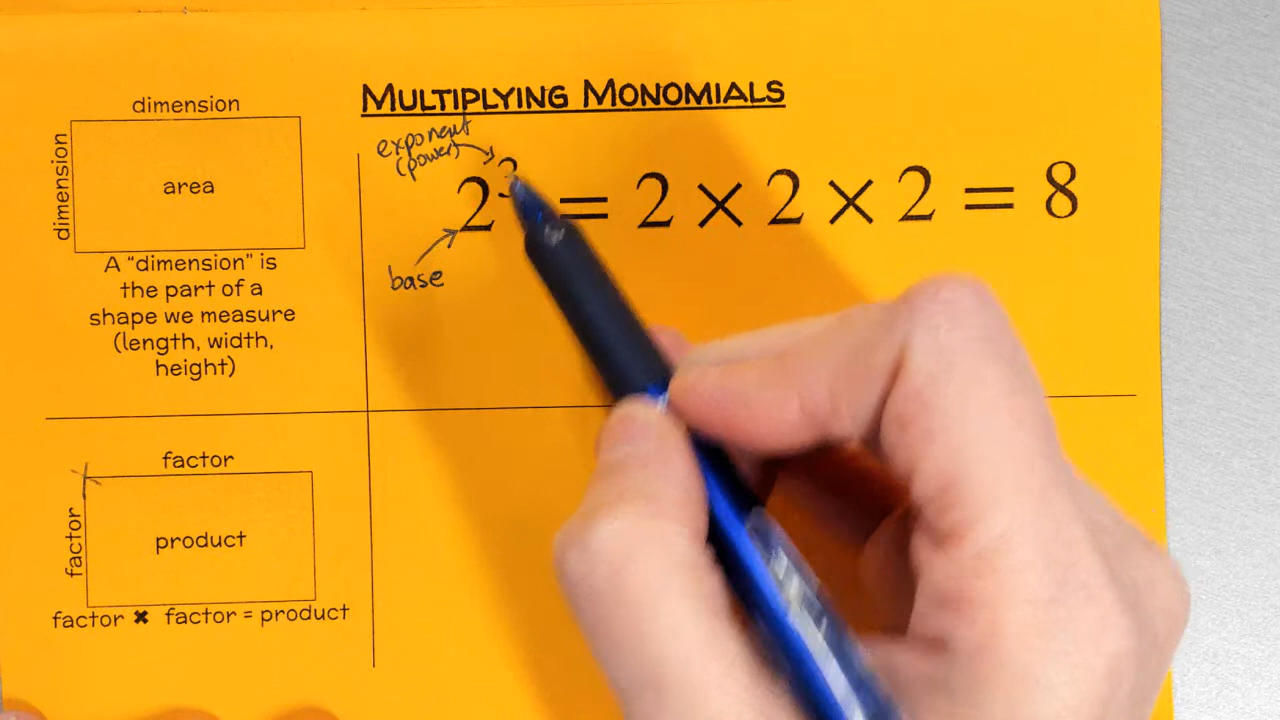 MULTIPLYING MONOMIALS
dimension
dimension
area
A “dimension” is
the part of a
shape we measure
(length, width,
height)
exponent
(power)
2³ = 2 × 2 × 2 = 8
base
factor
factor
product
factor ✖ factor = product